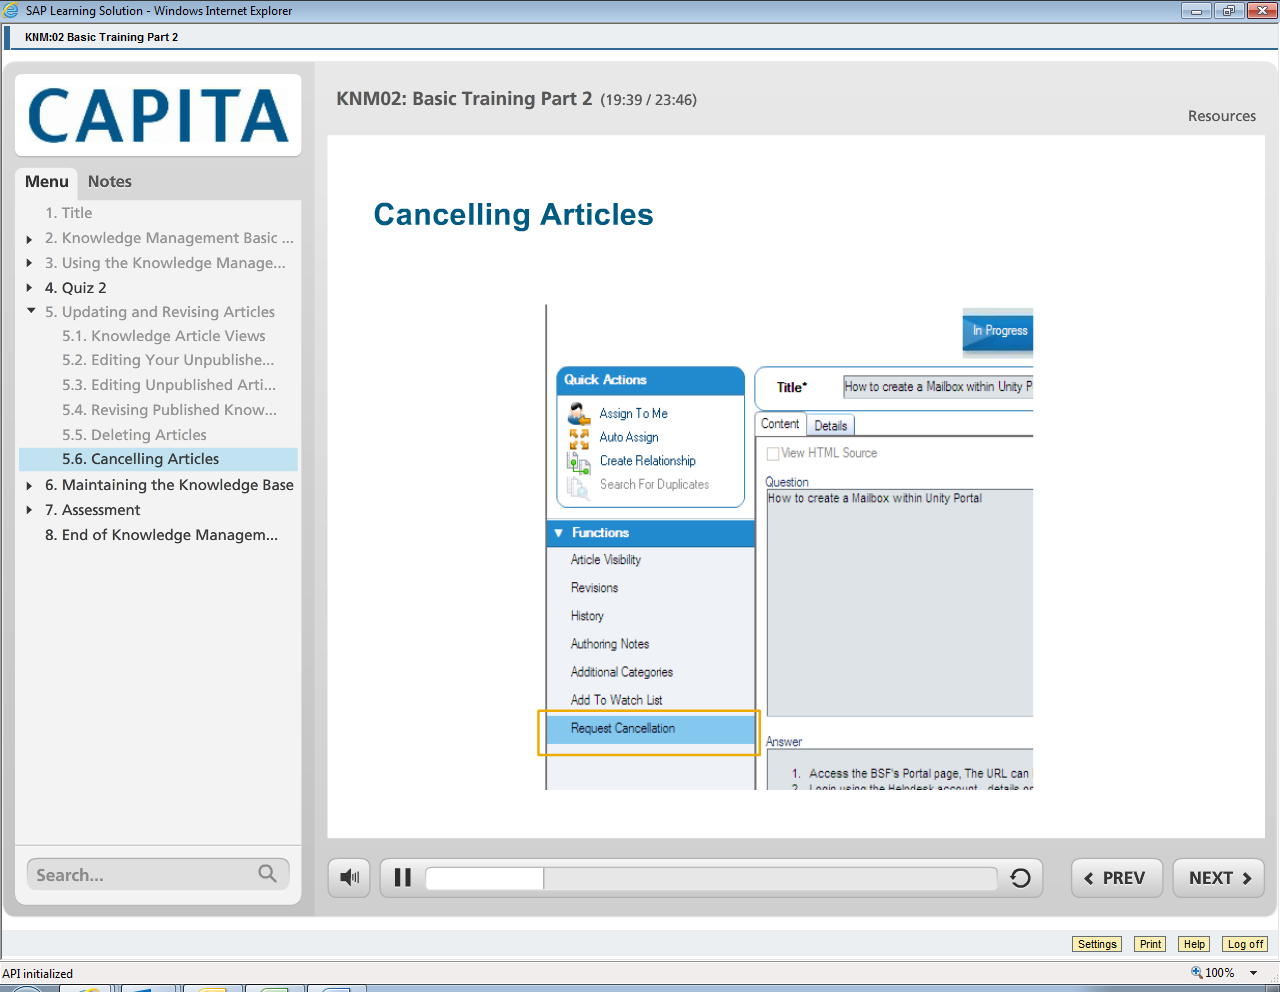 SAP Learning Solution - Windows Internet Explorer
KNM:02 Basic Training Part 2
CAPITA
KNM02: Basic Training Part 2 (19:39 / 23:46)
Resources
Menu Notes
1. Title
2. Knowledge Management Basic ...
3. Using the Knowledge Manage...
4. Quiz 2
5. Updating and Revising Articles
5.1. Knowledge Article Views
5.2. Editing Your Unpublishe...
5.3. Editing Unpublished Arti...
5.4. Revising Published Know...
5.5. Deleting Articles
5.6. Cancelling Articles
6. Maintaining the Knowledge Base
7. Assessment
8. End of Knowledge Managem...
Search...
Cancelling Articles
In Progress
Quick Actions
Assign To Me
Auto Assign
Create Relationship
Search For Duplicates
Functions
Article Visibility
Revisions
History
Authoring Notes
Additional Categories
Add To Watch List
Request Cancellation
Title* How to create a Mailbox within Unity P
Content Details
View HTML Source
Question
How to create a Mailbox within Unity Portal
Answer
1. Access the BSF's Portal page, The URL can
2. Login using the Helpdesk account - details
PREV NEXT
Settings Print Help Log off
API initialized
100%